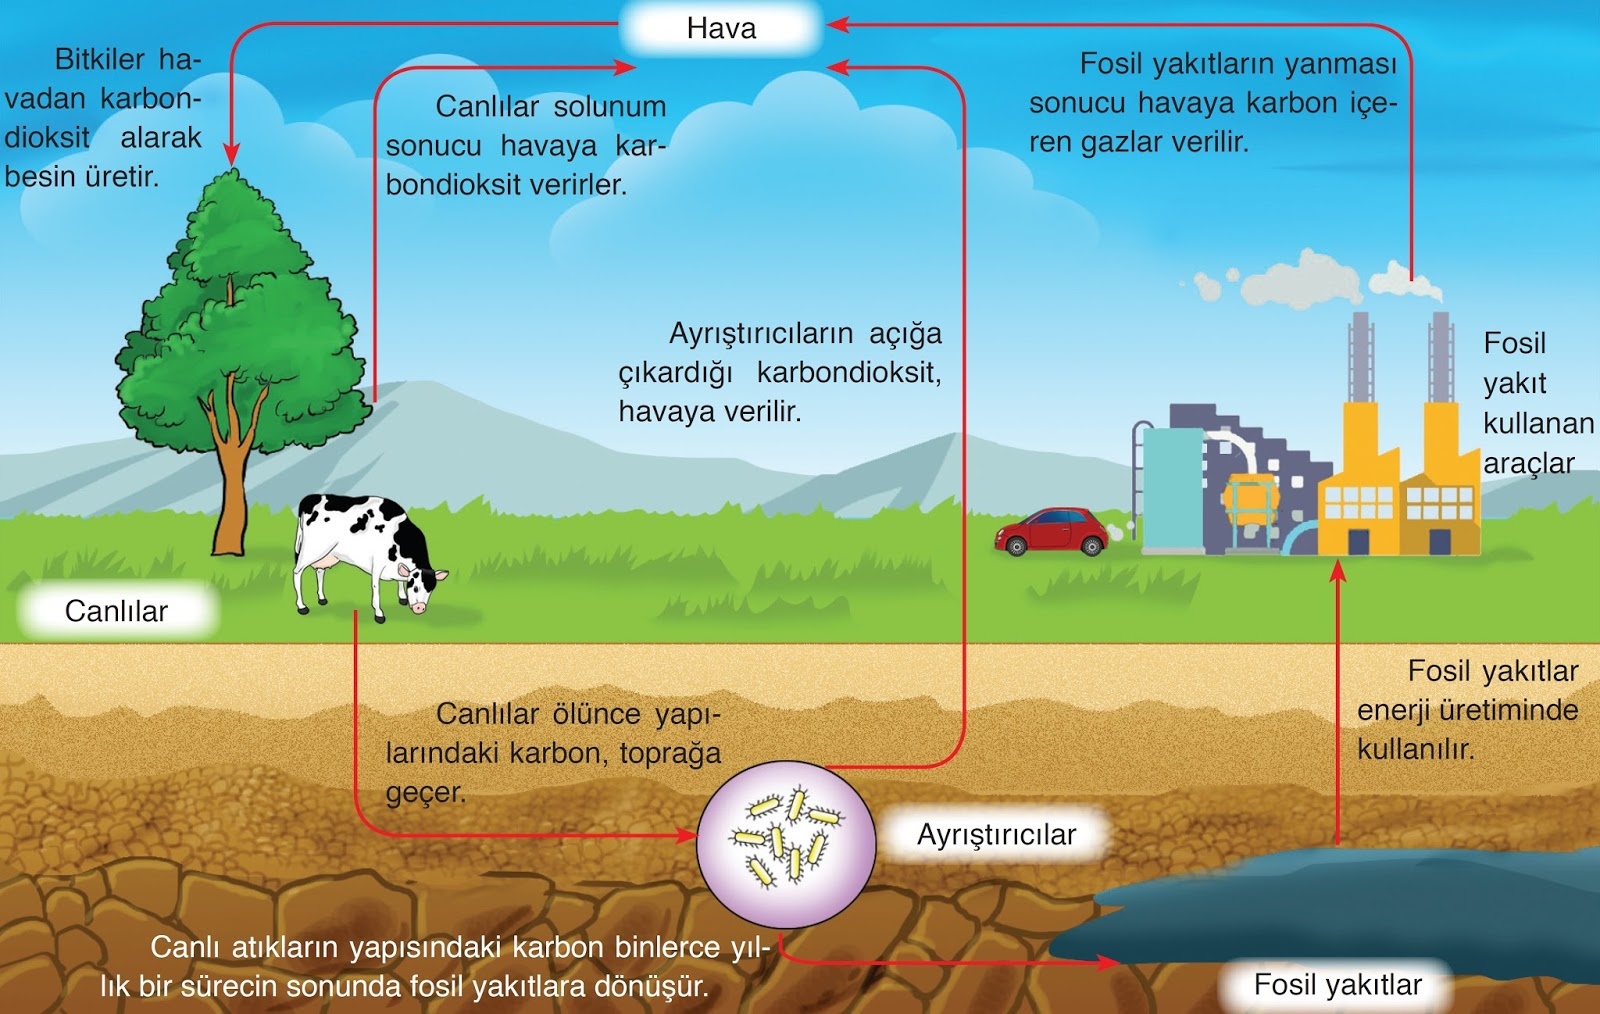 Hava
Bitkiler ha-
vadan karbon-
dioksit alarak
besin üretir.
Canlılar solunum
sonucu havaya kar-
bondioksit verirler.
Fosil yakıtların yanması
sonucu havaya karbon içe-
ren gazlar verilir.
Ayrıştırıcıların açığa
çıkardığı karbondioksit,
havaya verilir.
Fosil
yakıt
kullanan
araçlar
Canlılar
Canlılar ölünce yapı-
larındaki karbon, toprağa
geçer.
Fosil yakıtlar
enerji üretiminde
kullanılır.
Ayrıştırıcılar
Canlı atıkların yapısındaki karbon binlerce yıl-
lık bir sürecin sonunda fosil yakıtlara dönüşür.
Fosil yakıtlar